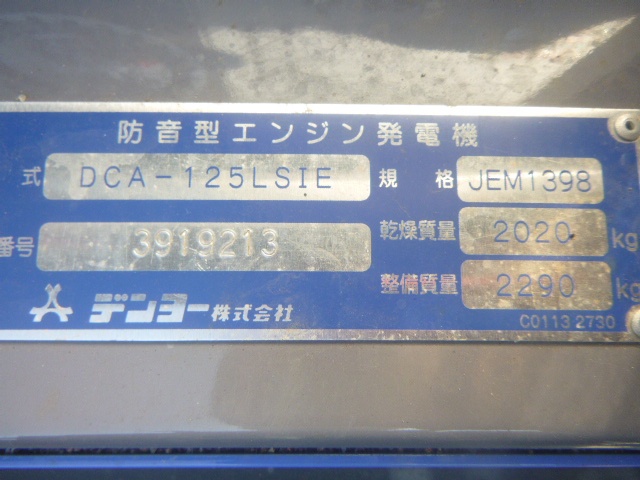 防音型エンジン発電機
式 DCA-125LSIE 規格 JEM1398
番号 3919213 乾燥質量 2020 kg
整備質量 2290 kg
デンヨー株式会社
C0113 2730